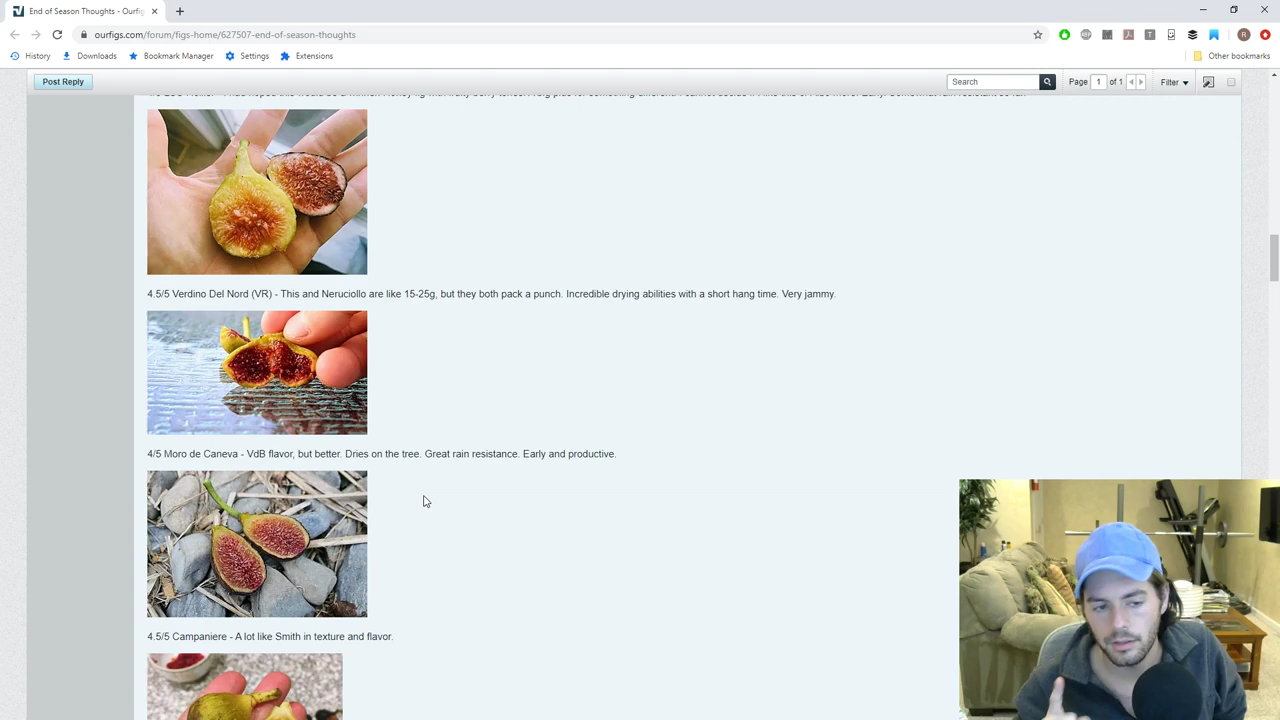 End of Season Thoughts - Ourfig
ourfigs.com/forum/figs-home/627507-end-of-season-thoughts
R
History Downloads Bookmark Manager Settings Extensions Other bookmarks
Post Reply Search Page 1 of 1 Filter
4.5/5 Verdino Del Nord (VR) - This and Neruciollo are like 15-25g, but they both pack a punch. Incredible drying abilities with a short hang time. Very jammy.
4/5 Moro de Caneva - VdB flavor, but better. Dries on the tree. Great rain resistance. Early and productive.
4.5/5 Campaniere - A lot like Smith in texture and flavor.